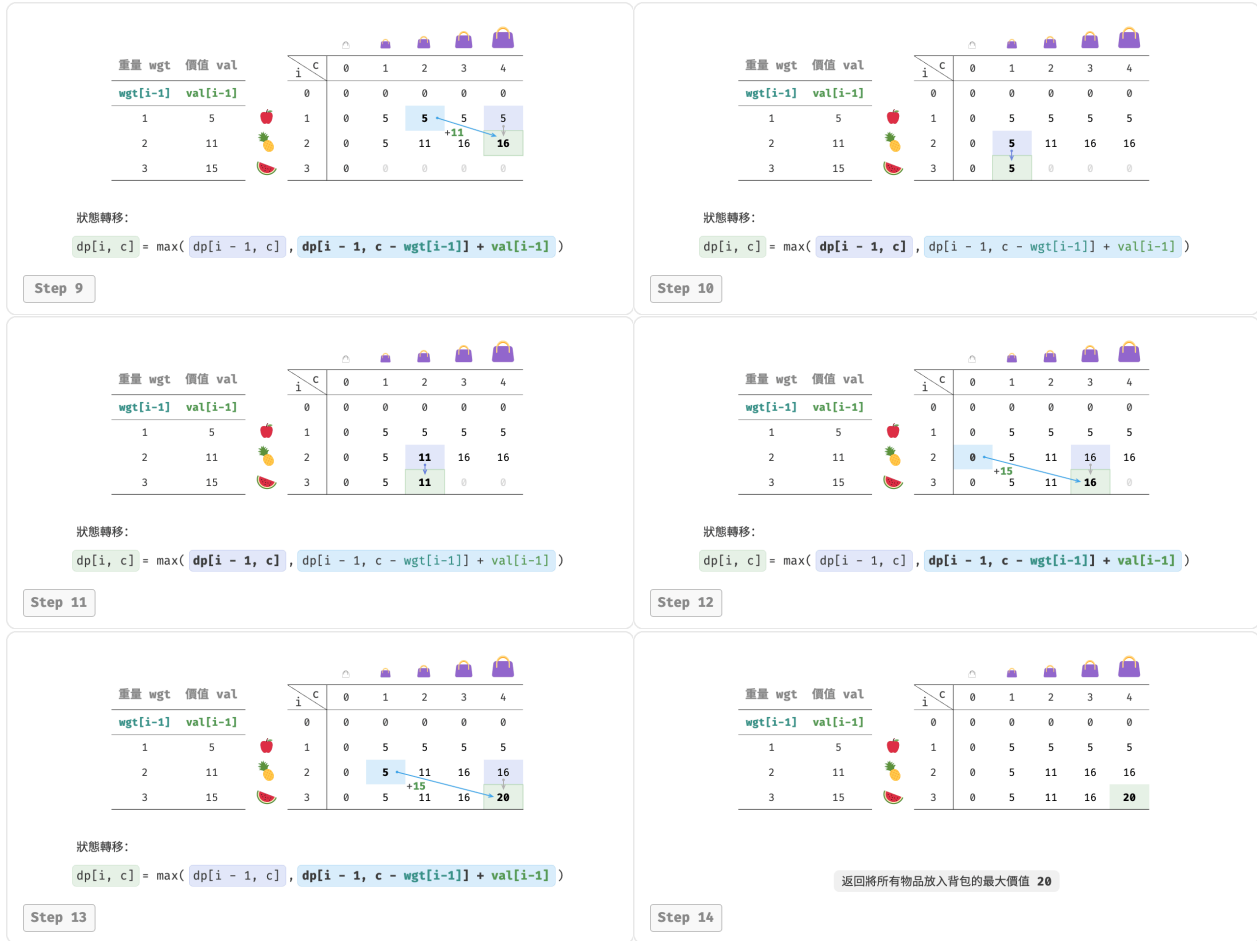 重量 wgt 價值 val
i c 0 1 2 3 4
wgt[i-1] val[i-1] 0 0 0 0 0 0
1 5 1 0 5 5 5 5
+11
2 11 2 0 5 11 16 16
3 15 3 0 0 0 0 0
狀態轉移：
dp[i, c] = max( dp[i - 1, c] , dp[i - 1, c - wgt[i-1]] + val[i-1] )
Step 9
重量 wgt 價值 val
i c 0 1 2 3 4
wgt[i-1] val[i-1] 0 0 0 0 0 0
1 5 1 0 5 5 5 5
2 11 2 0 5 11 16 16
3 15 3 0 5 0 0 0
狀態轉移：
dp[i, c] = max( dp[i - 1, c] , dp[i - 1, c - wgt[i-1]] + val[i-1] )
Step 10
重量 wgt 價值 val
i c 0 1 2 3 4
wgt[i-1] val[i-1] 0 0 0 0 0 0
1 5 1 0 5 5 5 5
2 11 2 0 5 11 16 16
3 15 3 0 5 11 0 0
狀態轉移：
dp[i, c] = max( dp[i - 1, c] , dp[i - 1, c - wgt[i-1]] + val[i-1] )
Step 11
重量 wgt 價值 val
i c 0 1 2 3 4
wgt[i-1] val[i-1] 0 0 0 0 0 0
1 5 1 0 5 5 5 5
2 11 2 0 5 11 16 16
+15
3 15 3 0 5 11 16 0
狀態轉移：
dp[i, c] = max( dp[i - 1, c] , dp[i - 1, c - wgt[i-1]] + val[i-1] )
Step 12
重量 wgt 價值 val
i c 0 1 2 3 4
wgt[i-1] val[i-1] 0 0 0 0 0 0
1 5 1 0 5 5 5 5
2 11 2 0 5 11 16 16
+15
3 15 3 0 5 11 16 20
狀態轉移：
dp[i, c] = max( dp[i - 1, c] , dp[i - 1, c - wgt[i-1]] + val[i-1] )
Step 13
重量 wgt 價值 val
i c 0 1 2 3 4
wgt[i-1] val[i-1] 0 0 0 0 0 0
1 5 1 0 5 5 5 5
2 11 2 0 5 11 16 16
3 15 3 0 5 11 16 20
返回將所有物品放入背包的最大價值 20
Step 14